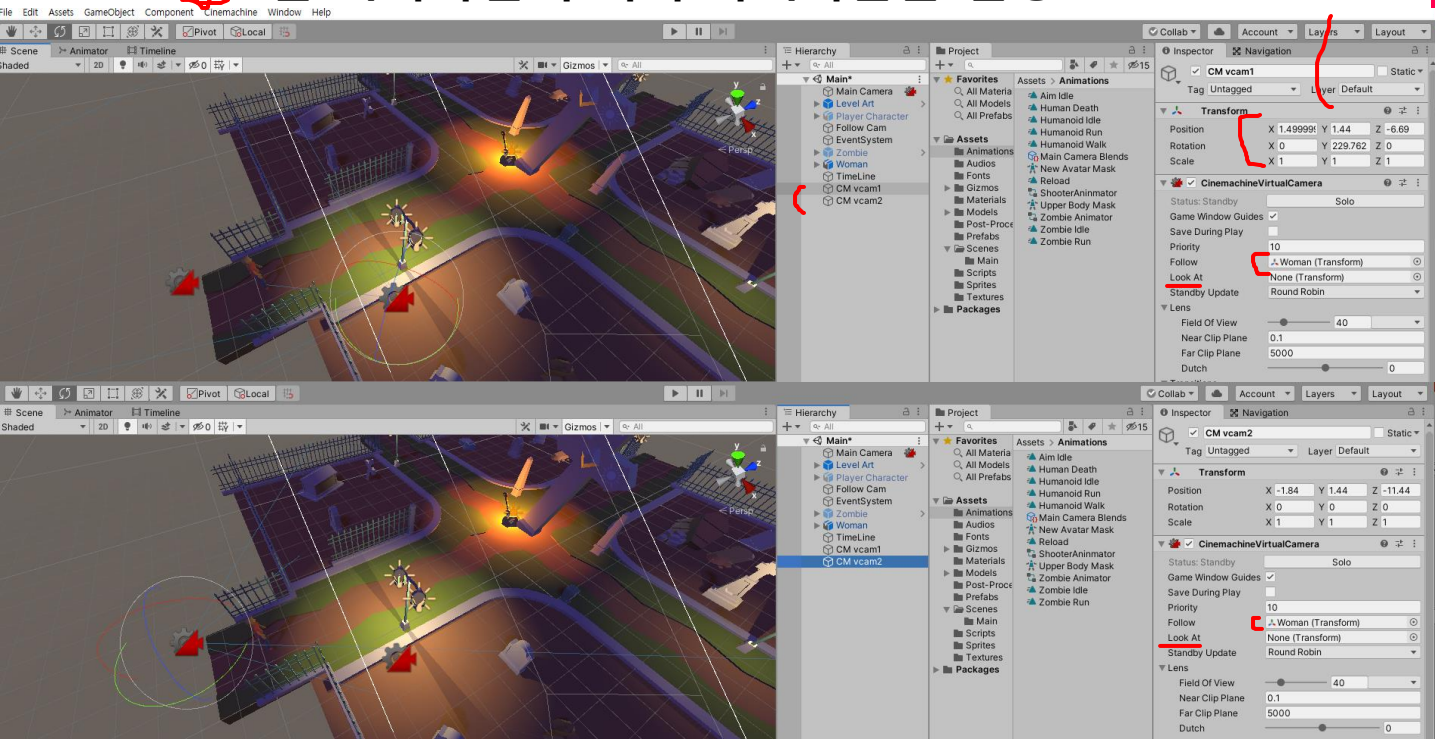 File Edit Assets GameObject Component Cinemachine Window Help
Pivot Local Collab Account Layers Layout
Scene Animator Timeline
Shaded 2D 0 Gizmos All
Persp
y
z
x
Hierarchy
All
Main*
Main Camera
Level Art
Player Character
Follow Cam
EventSystem
Zombie
Woman
TimeLine
CM vcam1
CM vcam2
Project
15
Favorites
All Materia
All Models
All Prefabs
Assets
Animations
Audios
Fonts
Gizmos
Materials
Models
Post-Proce
Prefabs
Scenes
Main
Scripts
Sprites
Textures
Packages
Assets > Animations
Aim Idle
Human Death
Humanoid Idle
Humanoid Run
Humanoid Walk
Main Camera Blends
New Avatar Mask
Reload
ShooterAninmator
Upper Body Mask
Zombie Animator
Zombie Idle
Zombie Run
Inspector Navigation
CM vcam1 Static
Tag Untagged Layer Default
Transform
Position X 1.49999 Y 1.44 Z -6.69
Rotation X 0 Y 229.762 Z 0
Scale X 1 Y 1 Z 1
CinemachineVirtualCamera
Status: Standby Solo
Game Window Guides
Save During Play
Priority 10
Follow Woman (Transform)
Look At None (Transform)
Standby Update Round Robin
Lens
Field Of View 40
Near Clip Plane 0.1
Far Clip Plane 5000
Dutch 0
Pivot Local Collab Account Layers Layout
Scene Animator Timeline
Shaded 2D 0 Gizmos All
Persp
y
z
x
Hierarchy
All
Main*
Main Camera
Level Art
Player Character
Follow Cam
EventSystem
Zombie
Woman
TimeLine
CM vcam1
CM vcam2
Project
15
Favorites
All Materia
All Models
All Prefabs
Assets
Animations
Audios
Fonts
Gizmos
Materials
Models
Post-Proce
Prefabs
Scenes
Main
Scripts
Sprites
Textures
Packages
Assets > Animations
Aim Idle
Human Death
Humanoid Idle
Humanoid Run
Humanoid Walk
Main Camera Blends
New Avatar Mask
Reload
ShooterAninmator
Upper Body Mask
Zombie Animator
Zombie Idle
Zombie Run
Inspector Navigation
CM vcam2 Static
Tag Untagged Layer Default
Transform
Position X -1.84 Y 1.44 Z -11.44
Rotation X 0 Y 0 Z 0
Scale X 1 Y 1 Z 1
CinemachineVirtualCamera
Status: Standby Solo
Game Window Guides
Save During Play
Priority 10
Follow Woman (Transform)
Look At None (Transform)
Standby Update Round Robin
Lens
Field Of View 40
Near Clip Plane 0.1
Far Clip Plane 5000
Dutch 0